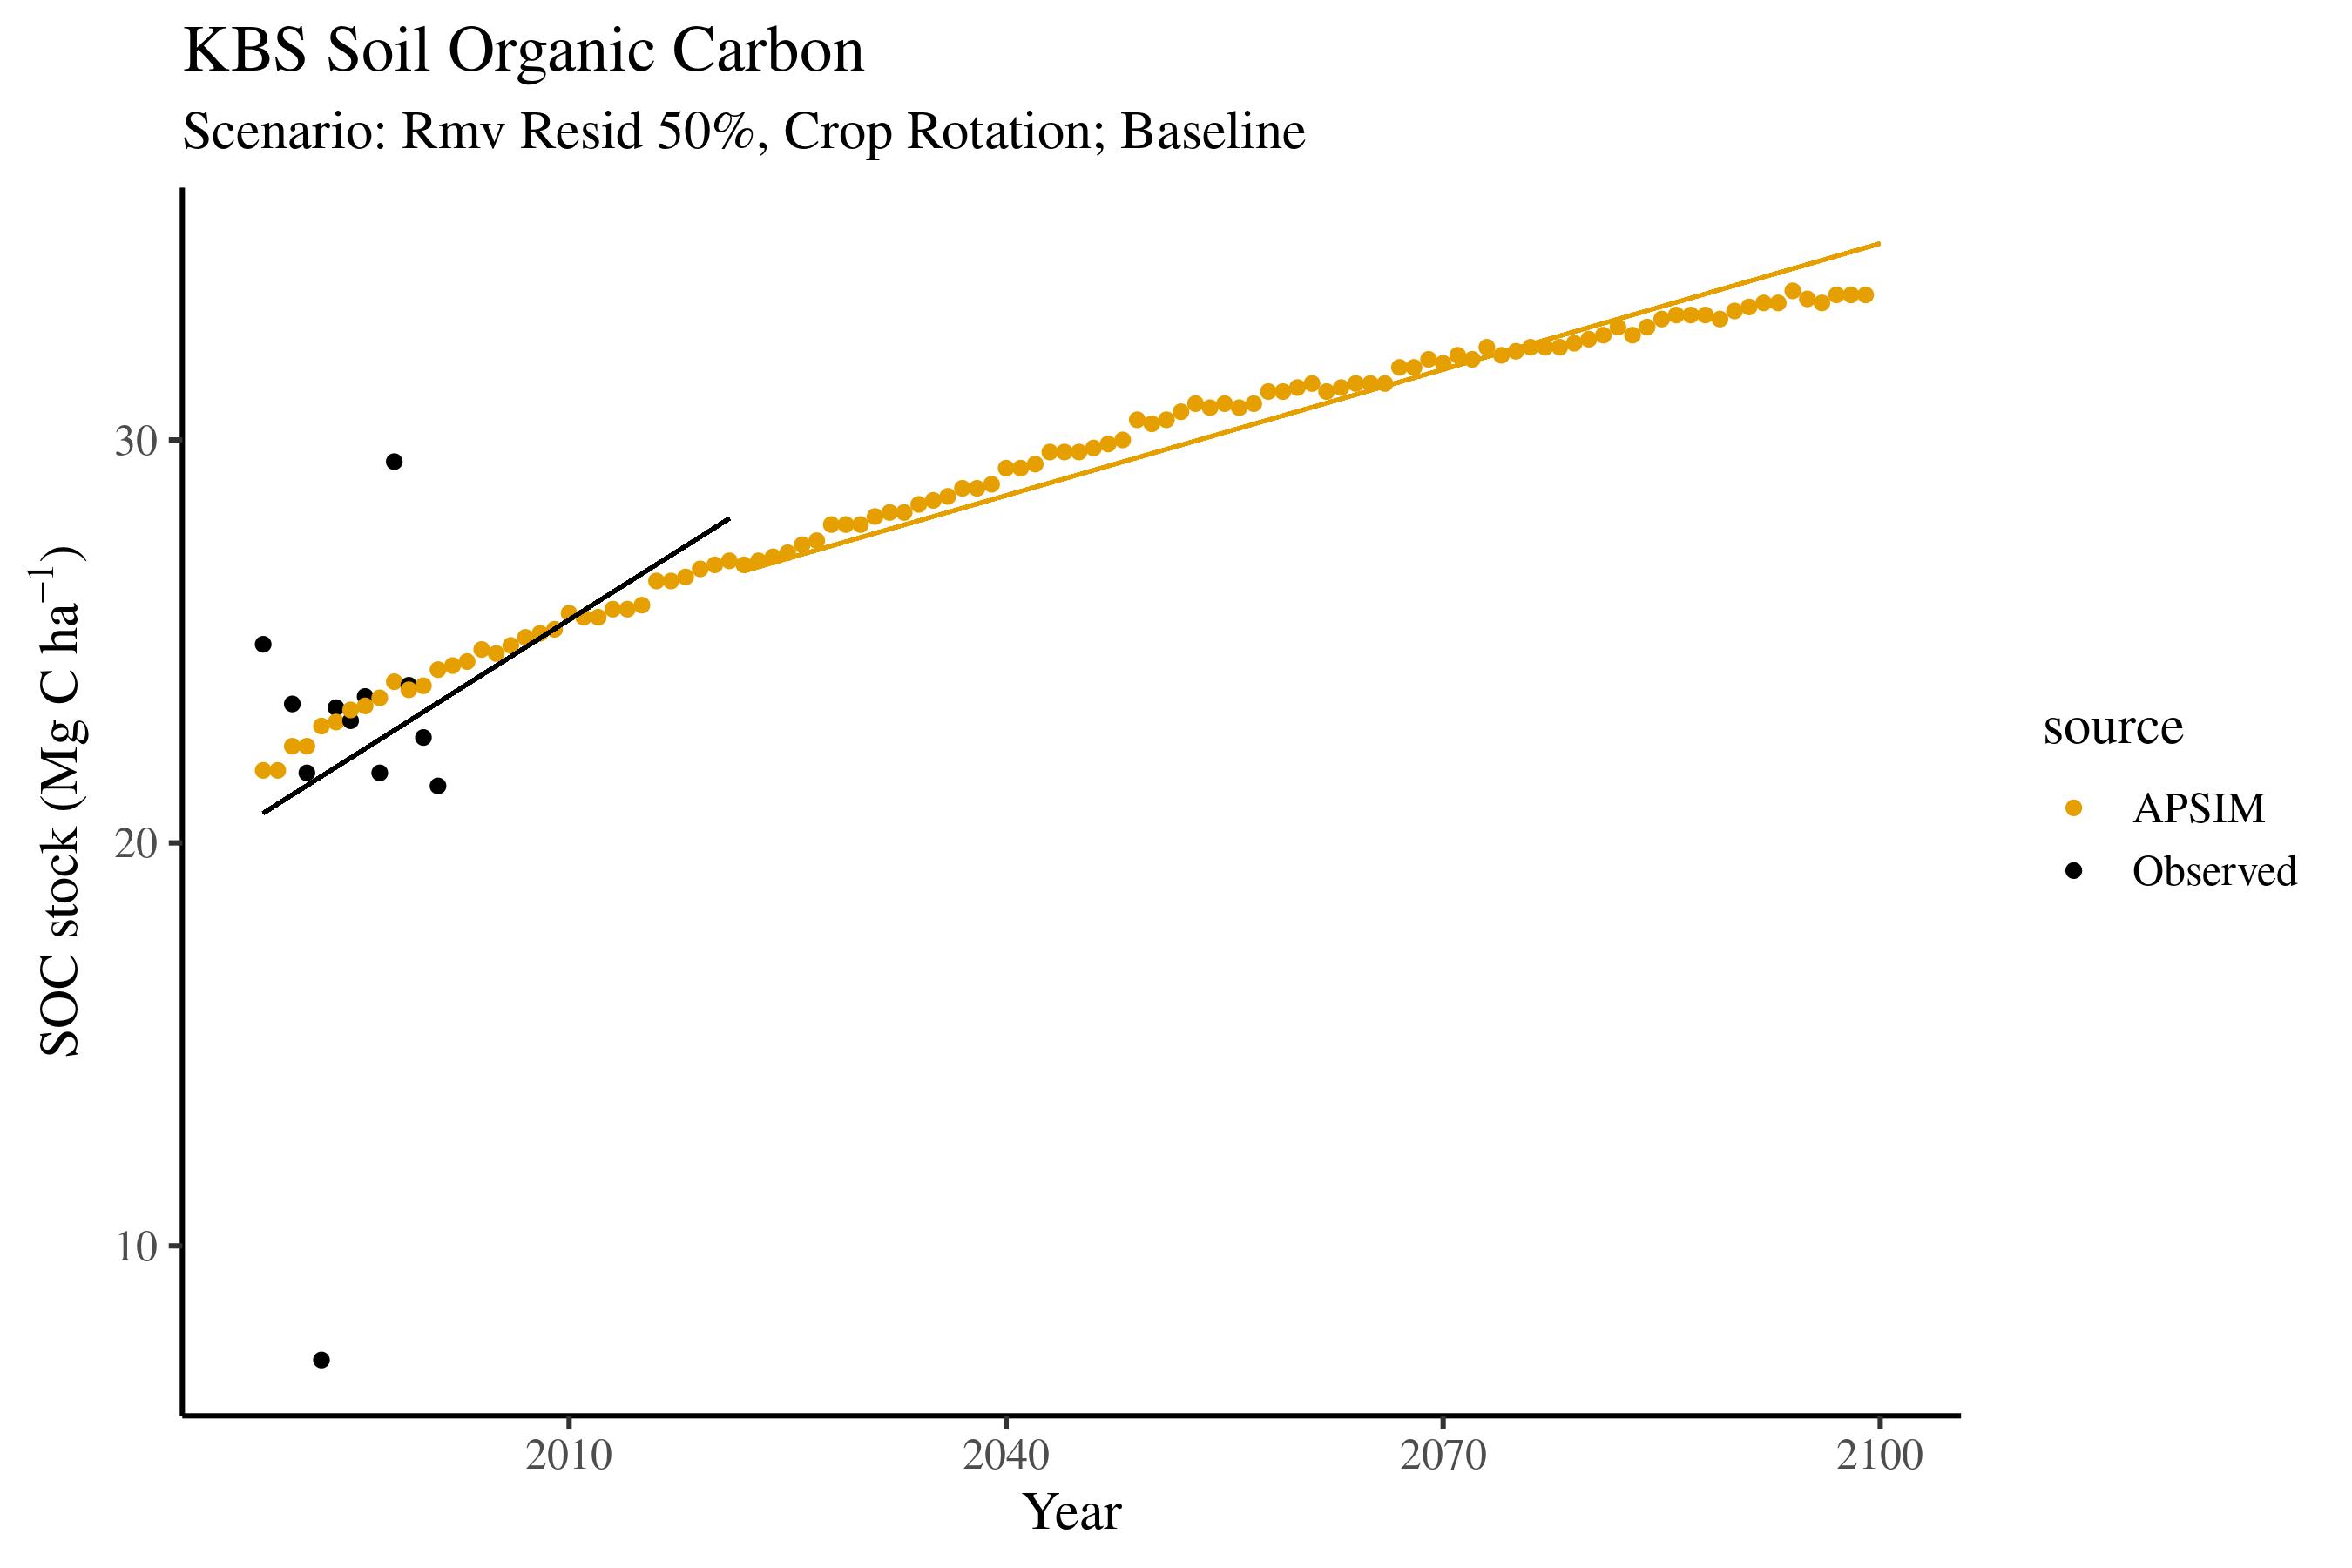 KBS Soil Organic Carbon
Scenario: Rmv Resid 50%, Crop Rotation; Baseline
SOC stock (Mg C ha⁻¹)
30
20
10
2010
2040
2070
2100
Year
source
APSIM
Observed